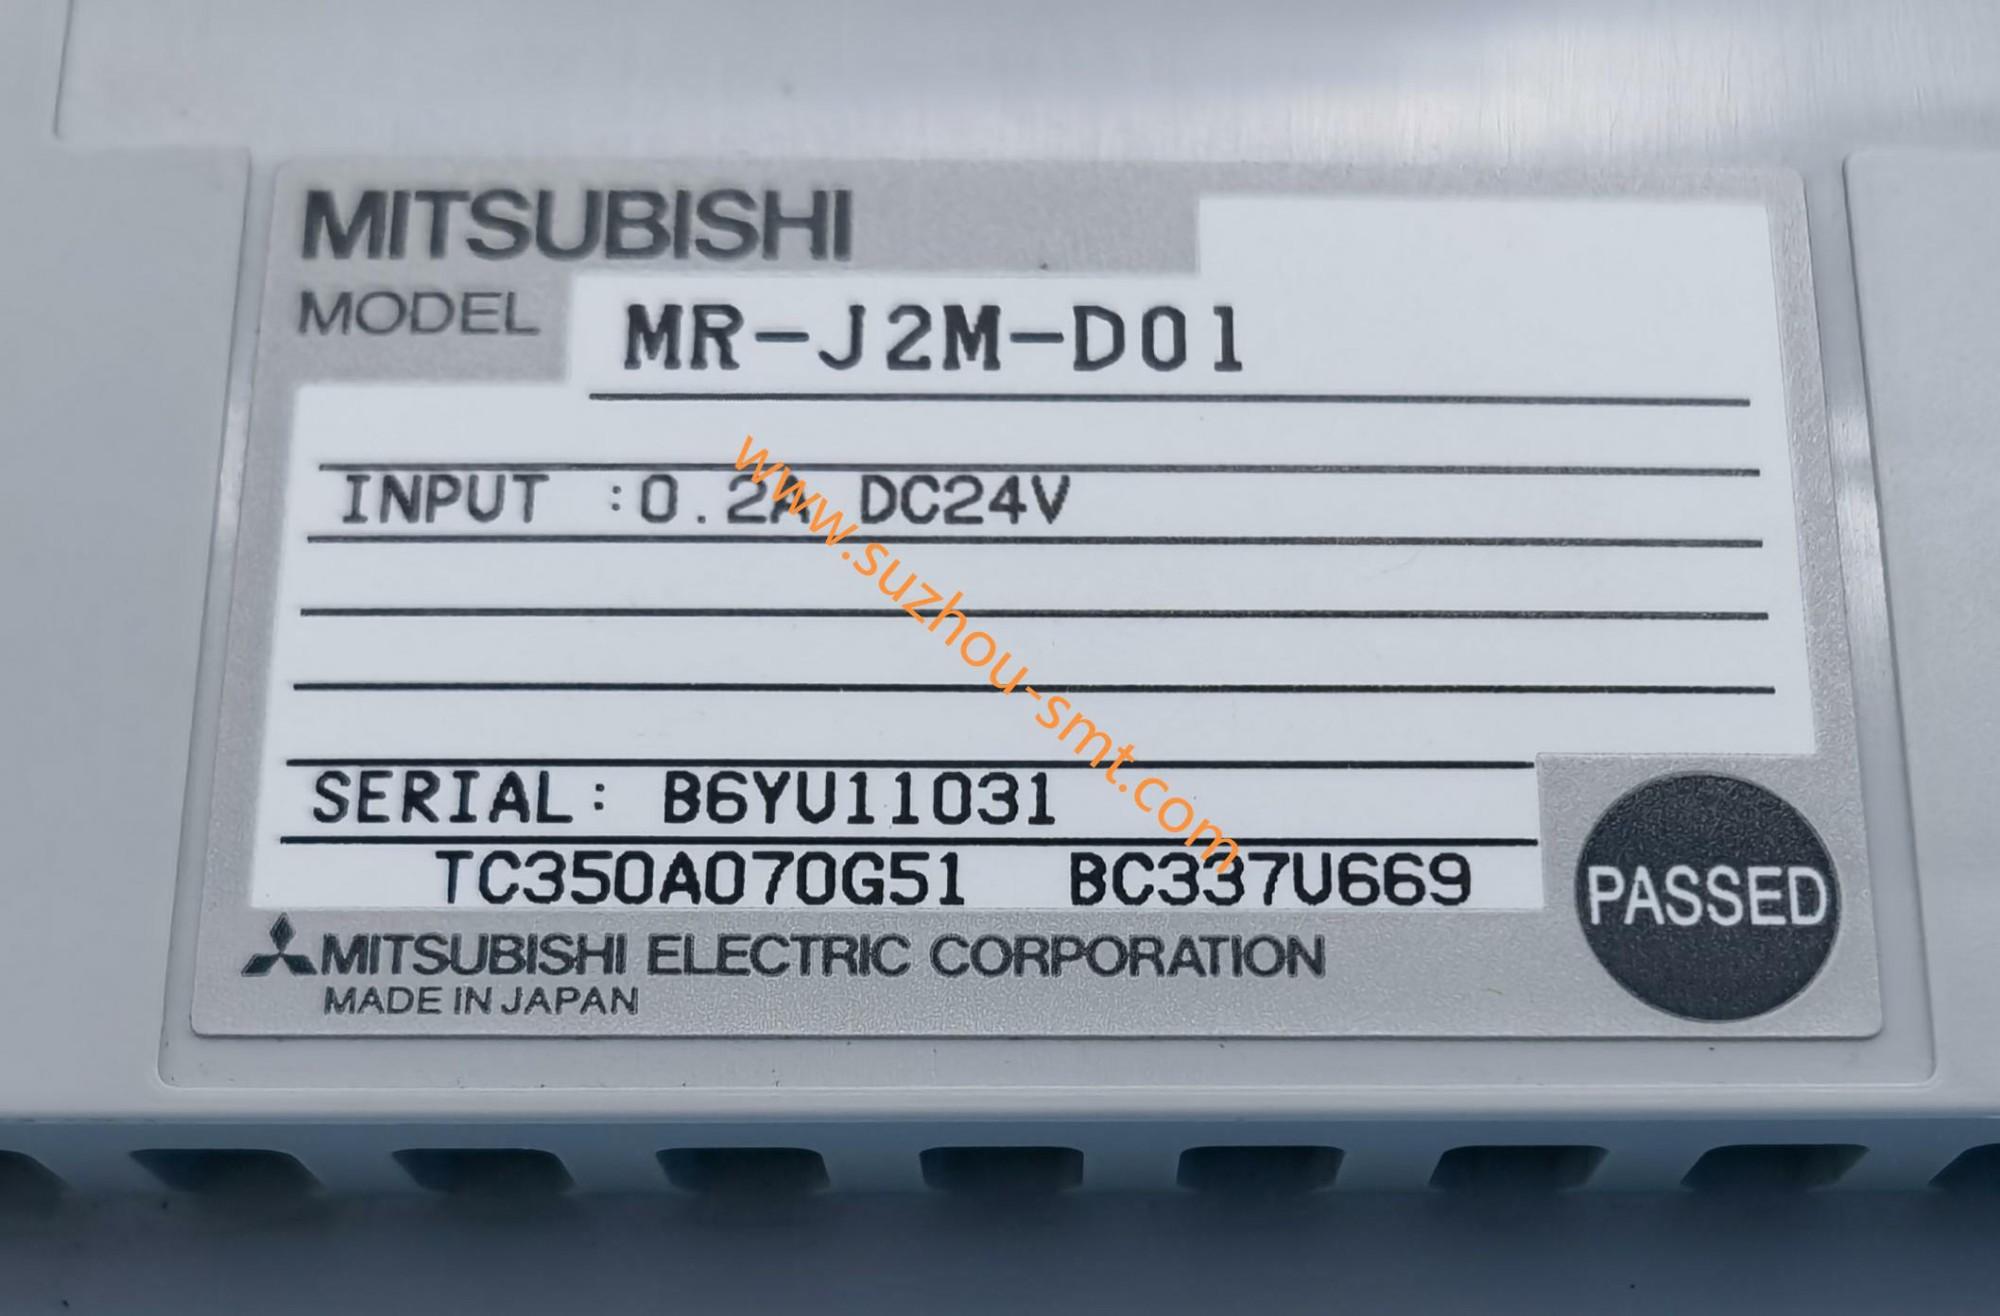 MITSUBISHI
MODEL MR-J2M-D01
INPUT :0.2A DC24V
www.suzhou-smt.com
SERIAL: B6YU11031
TC350A070G51 BC337U669
PASSED
MITSUBISHI ELECTRIC CORPORATION
MADE IN JAPAN